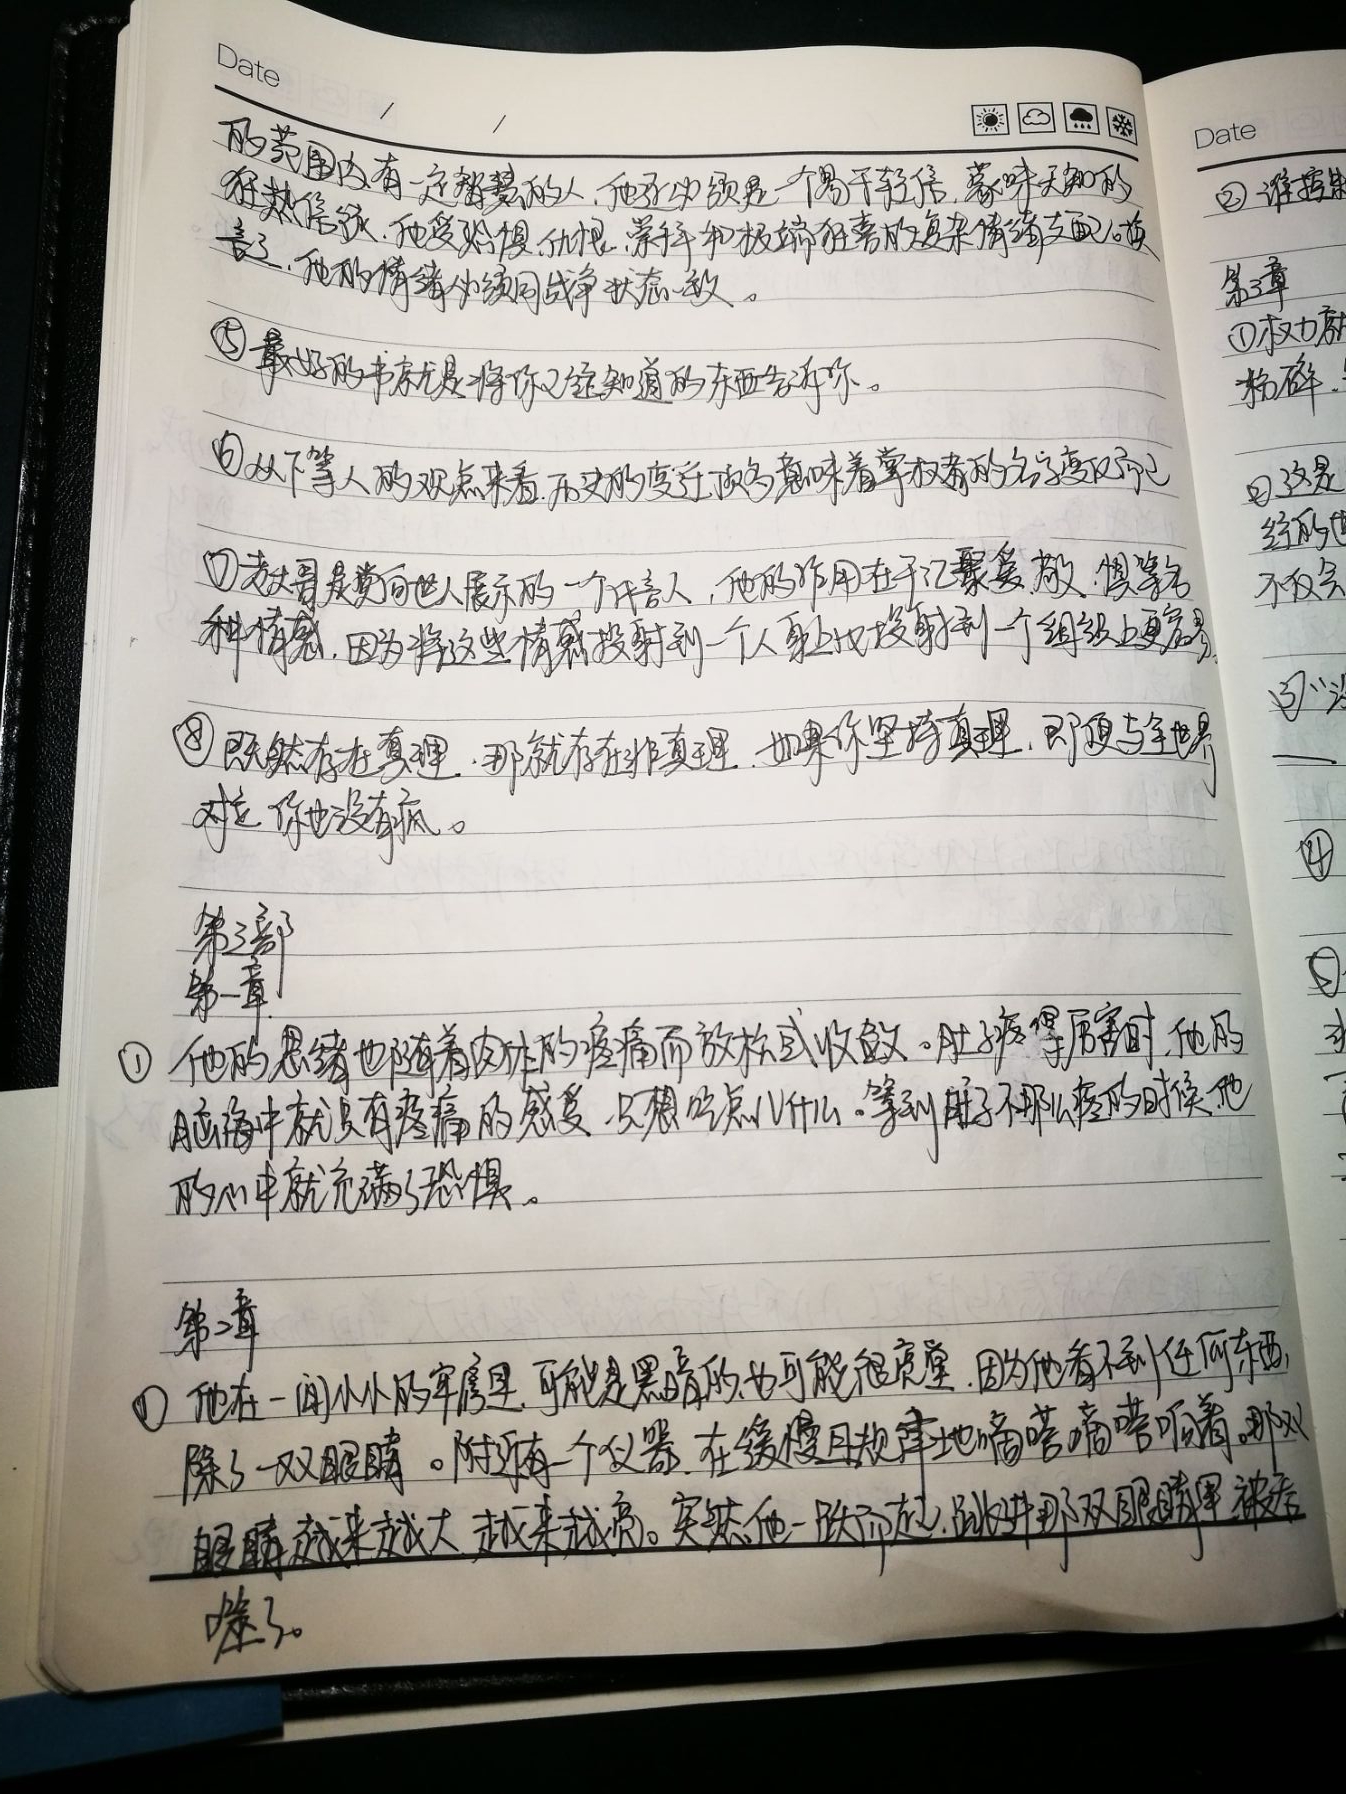 Date / /
的范围内有一定智慧的人,他还必须是一个易于轻信、蒙昧无知的
狂热信徒,他受恐惧、仇恨、崇拜和极端狂喜的复杂情绪支配。换
言之,他的情绪必须同战争状态一致。
⑤最好的书就是将你已经知道的东西告诉你。
⑥从下等人的观点来看,历史的变迁顶多意味着掌权者的名字变化而已
⑦老大哥是党向世人展示的一个代言人,他的作用在于汇聚爱、敬、惧等各
种情感,因为将这些情感投射到一个人身上比投射到一个组织上更容易。
⑧既然存在真理,那就存在非真理,如果你坚持真理,即便与全世界
对立 你也没有疯。
第三部
第一章
① 他的思绪也随着肉体的疼痛而放松或收敛。肚子疼得厉害时,他的
脑海中就只有疼痛的感受,只想吃点儿什么。等到肚子不那么疼的时候,他
的心中就充满了恐惧。
第2章
① 他在一间小小的牢房里,可能是黑暗的,也可能很亮堂,因为他看不到任何东西,
除了一双眼睛。附近有一个仪器,在缓慢且规律地嘀嗒嘀嗒响着。那双
眼睛越来越大 越来越亮。突然,他一跃而起,跳进那双眼睛里,被吞
噬了。
Date
② 谁控制
第3章
①权力
粉碎,
②这是
不仅会
③"没
④
⑤